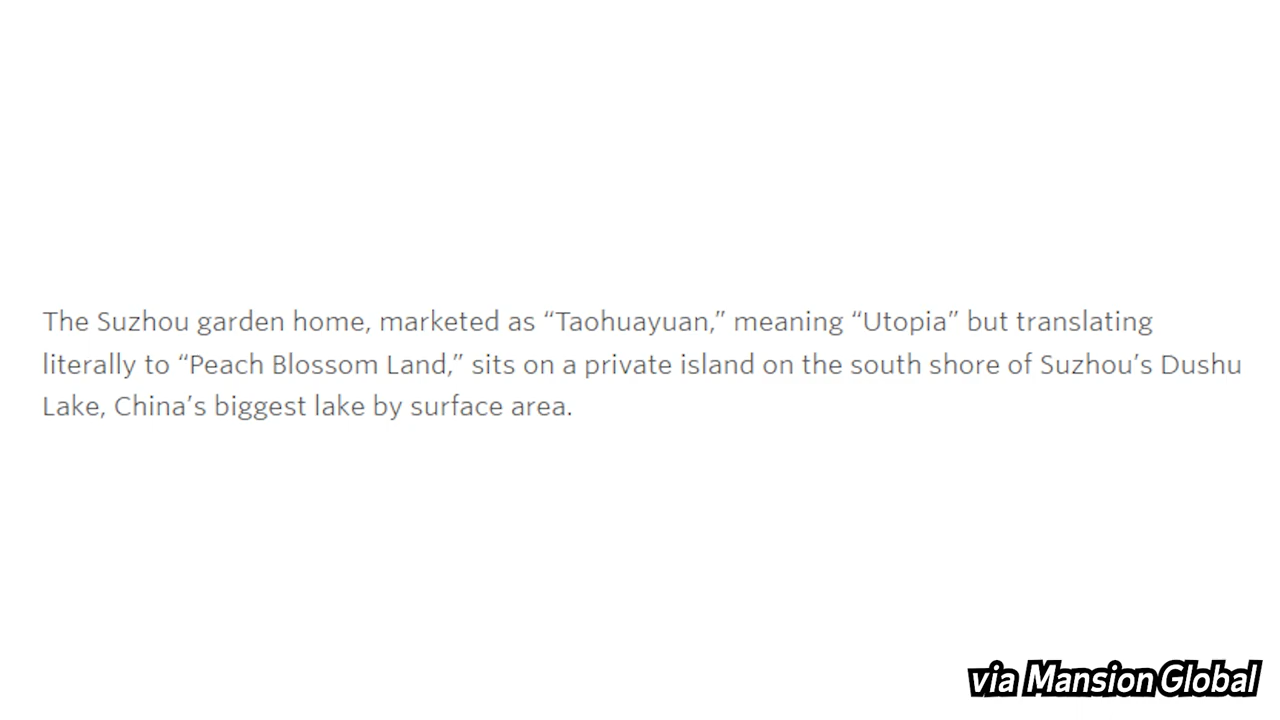 The Suzhou garden home, marketed as “Taohuayuan,” meaning “Utopia” but translating
literally to “Peach Blossom Land,” sits on a private island on the south shore of Suzhou’s Dushu
Lake, China’s biggest lake by surface area.
via Mansion Global